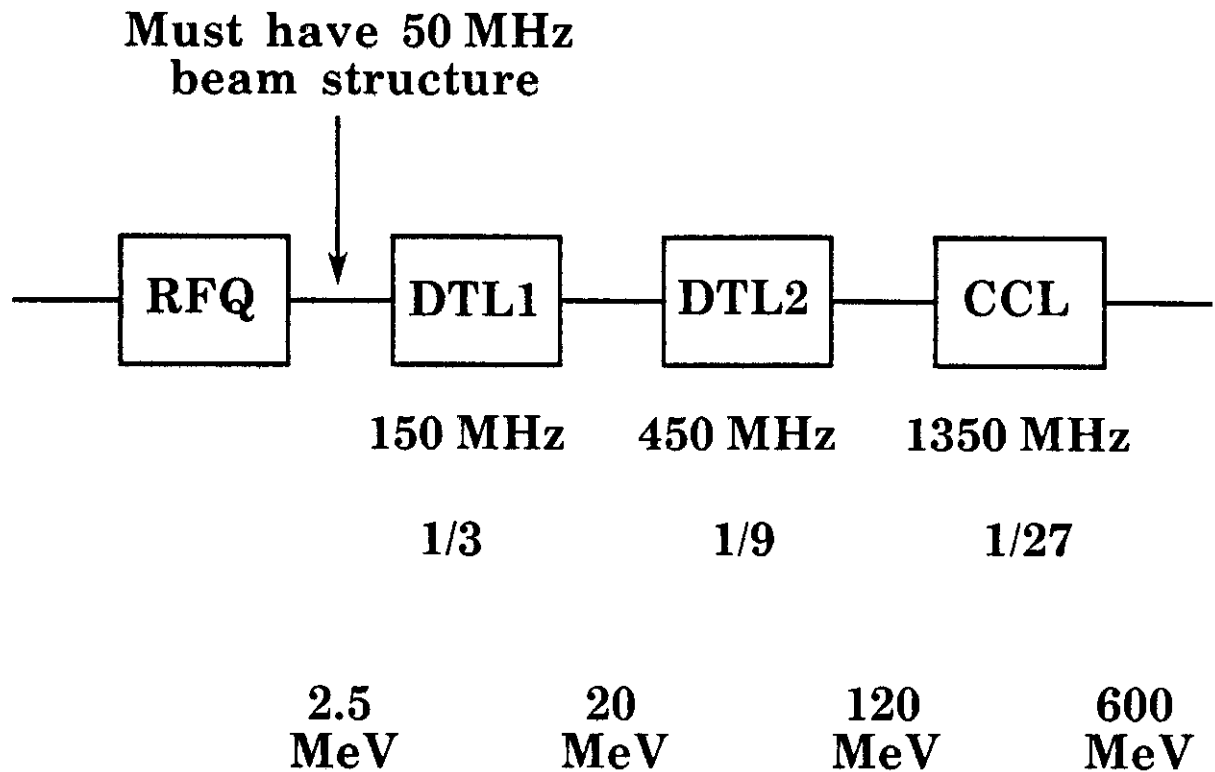 Must have 50 MHz
beam structure
RFQ
DTL1
DTL2
CCL
150 MHz
450 MHz
1350 MHz
1/3
1/9
1/27
2.5
MeV
20
MeV
120
MeV
600
MeV